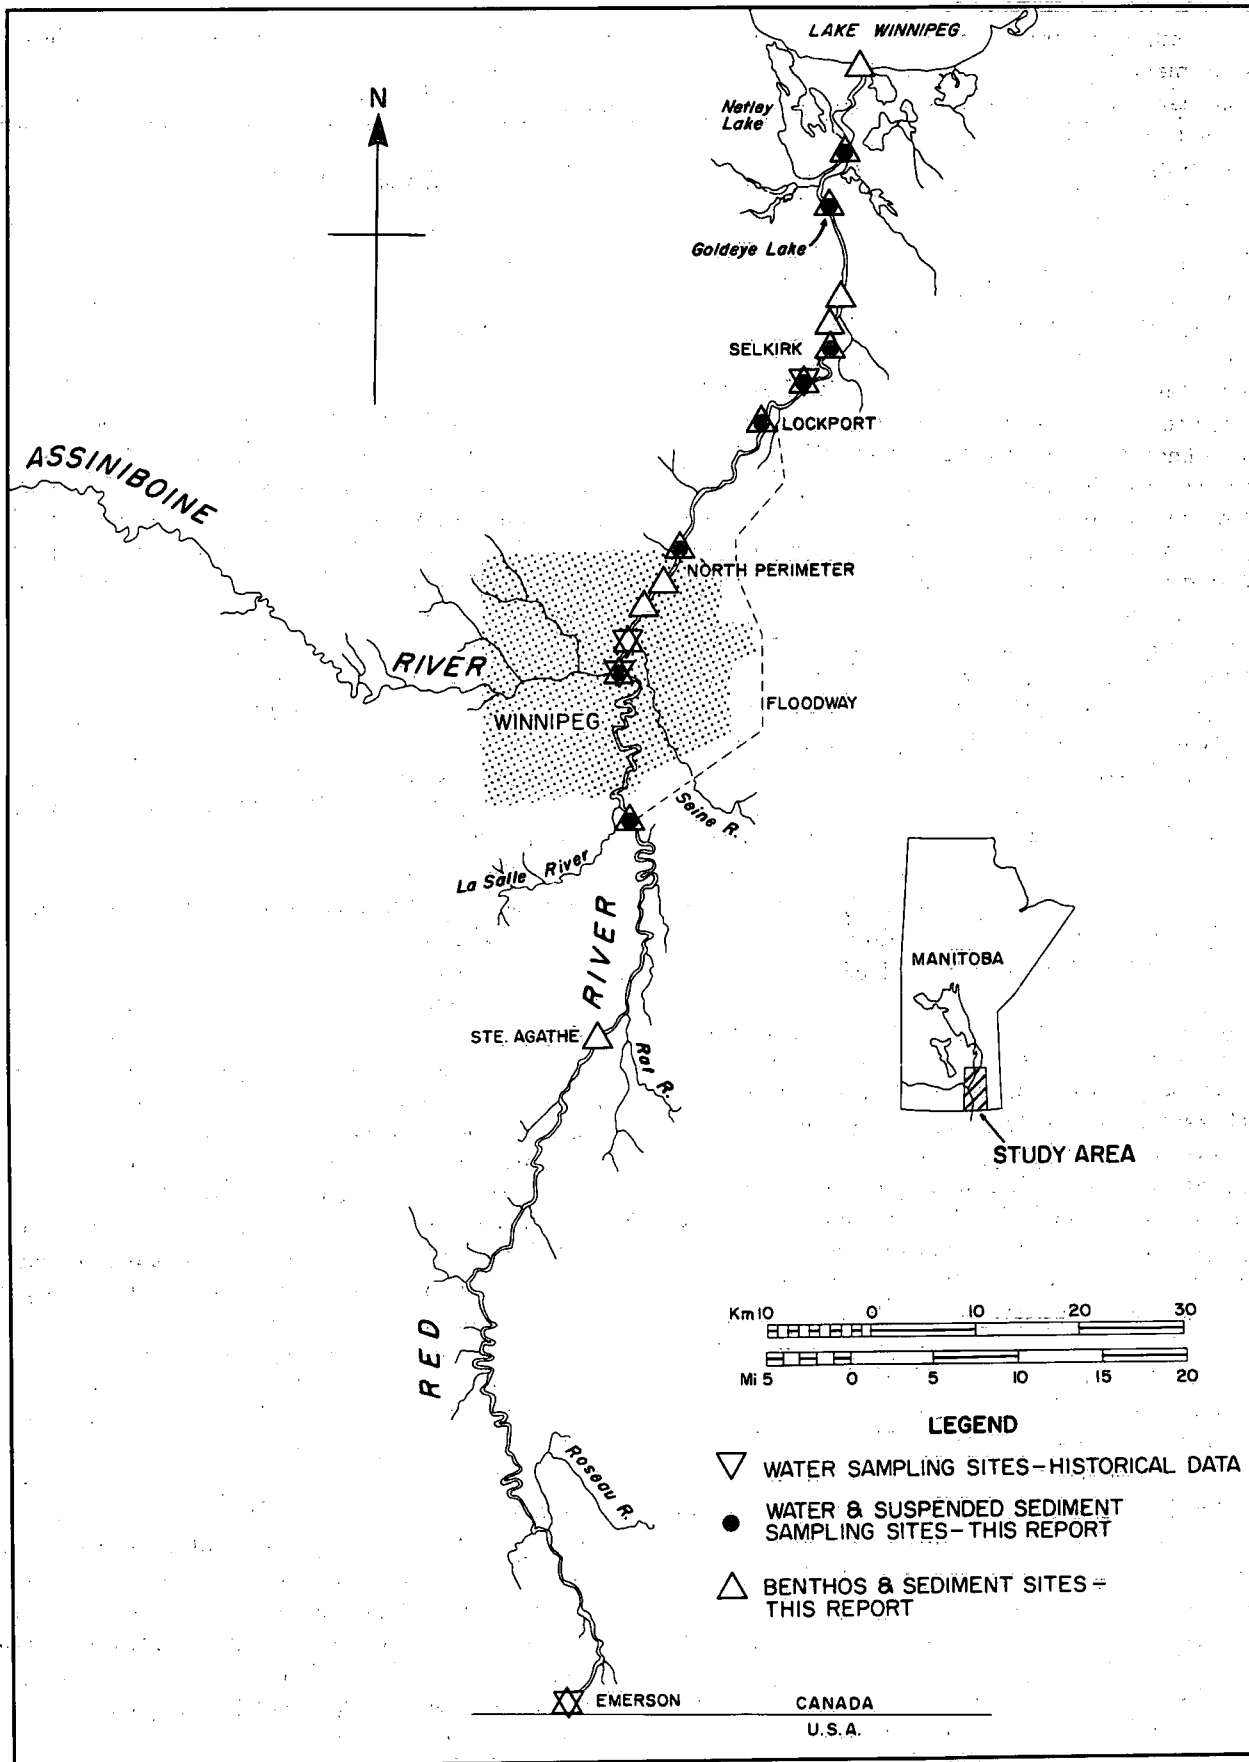 LAKE WINNIPEG
N
Netley
Lake
Goldeye Lake
SELKIRK
LOCKPORT
ASSINIBOINE
NORTH PERIMETER
RIVER
WINNIPEG
FLOODWAY
Seine R.
La Salle River
RIVER
MANITOBA
STE. AGATHE
Rat R.
STUDY AREA
RED
Km 10 0 10 20 30
Mi 5 0 5 10 15 20
LEGEND
WATER SAMPLING SITES-HISTORICAL DATA
WATER & SUSPENDED SEDIMENT
SAMPLING SITES-THIS REPORT
BENTHOS & SEDIMENT SITES-
THIS REPORT
Roseau R.
EMERSON
CANADA
U.S.A.